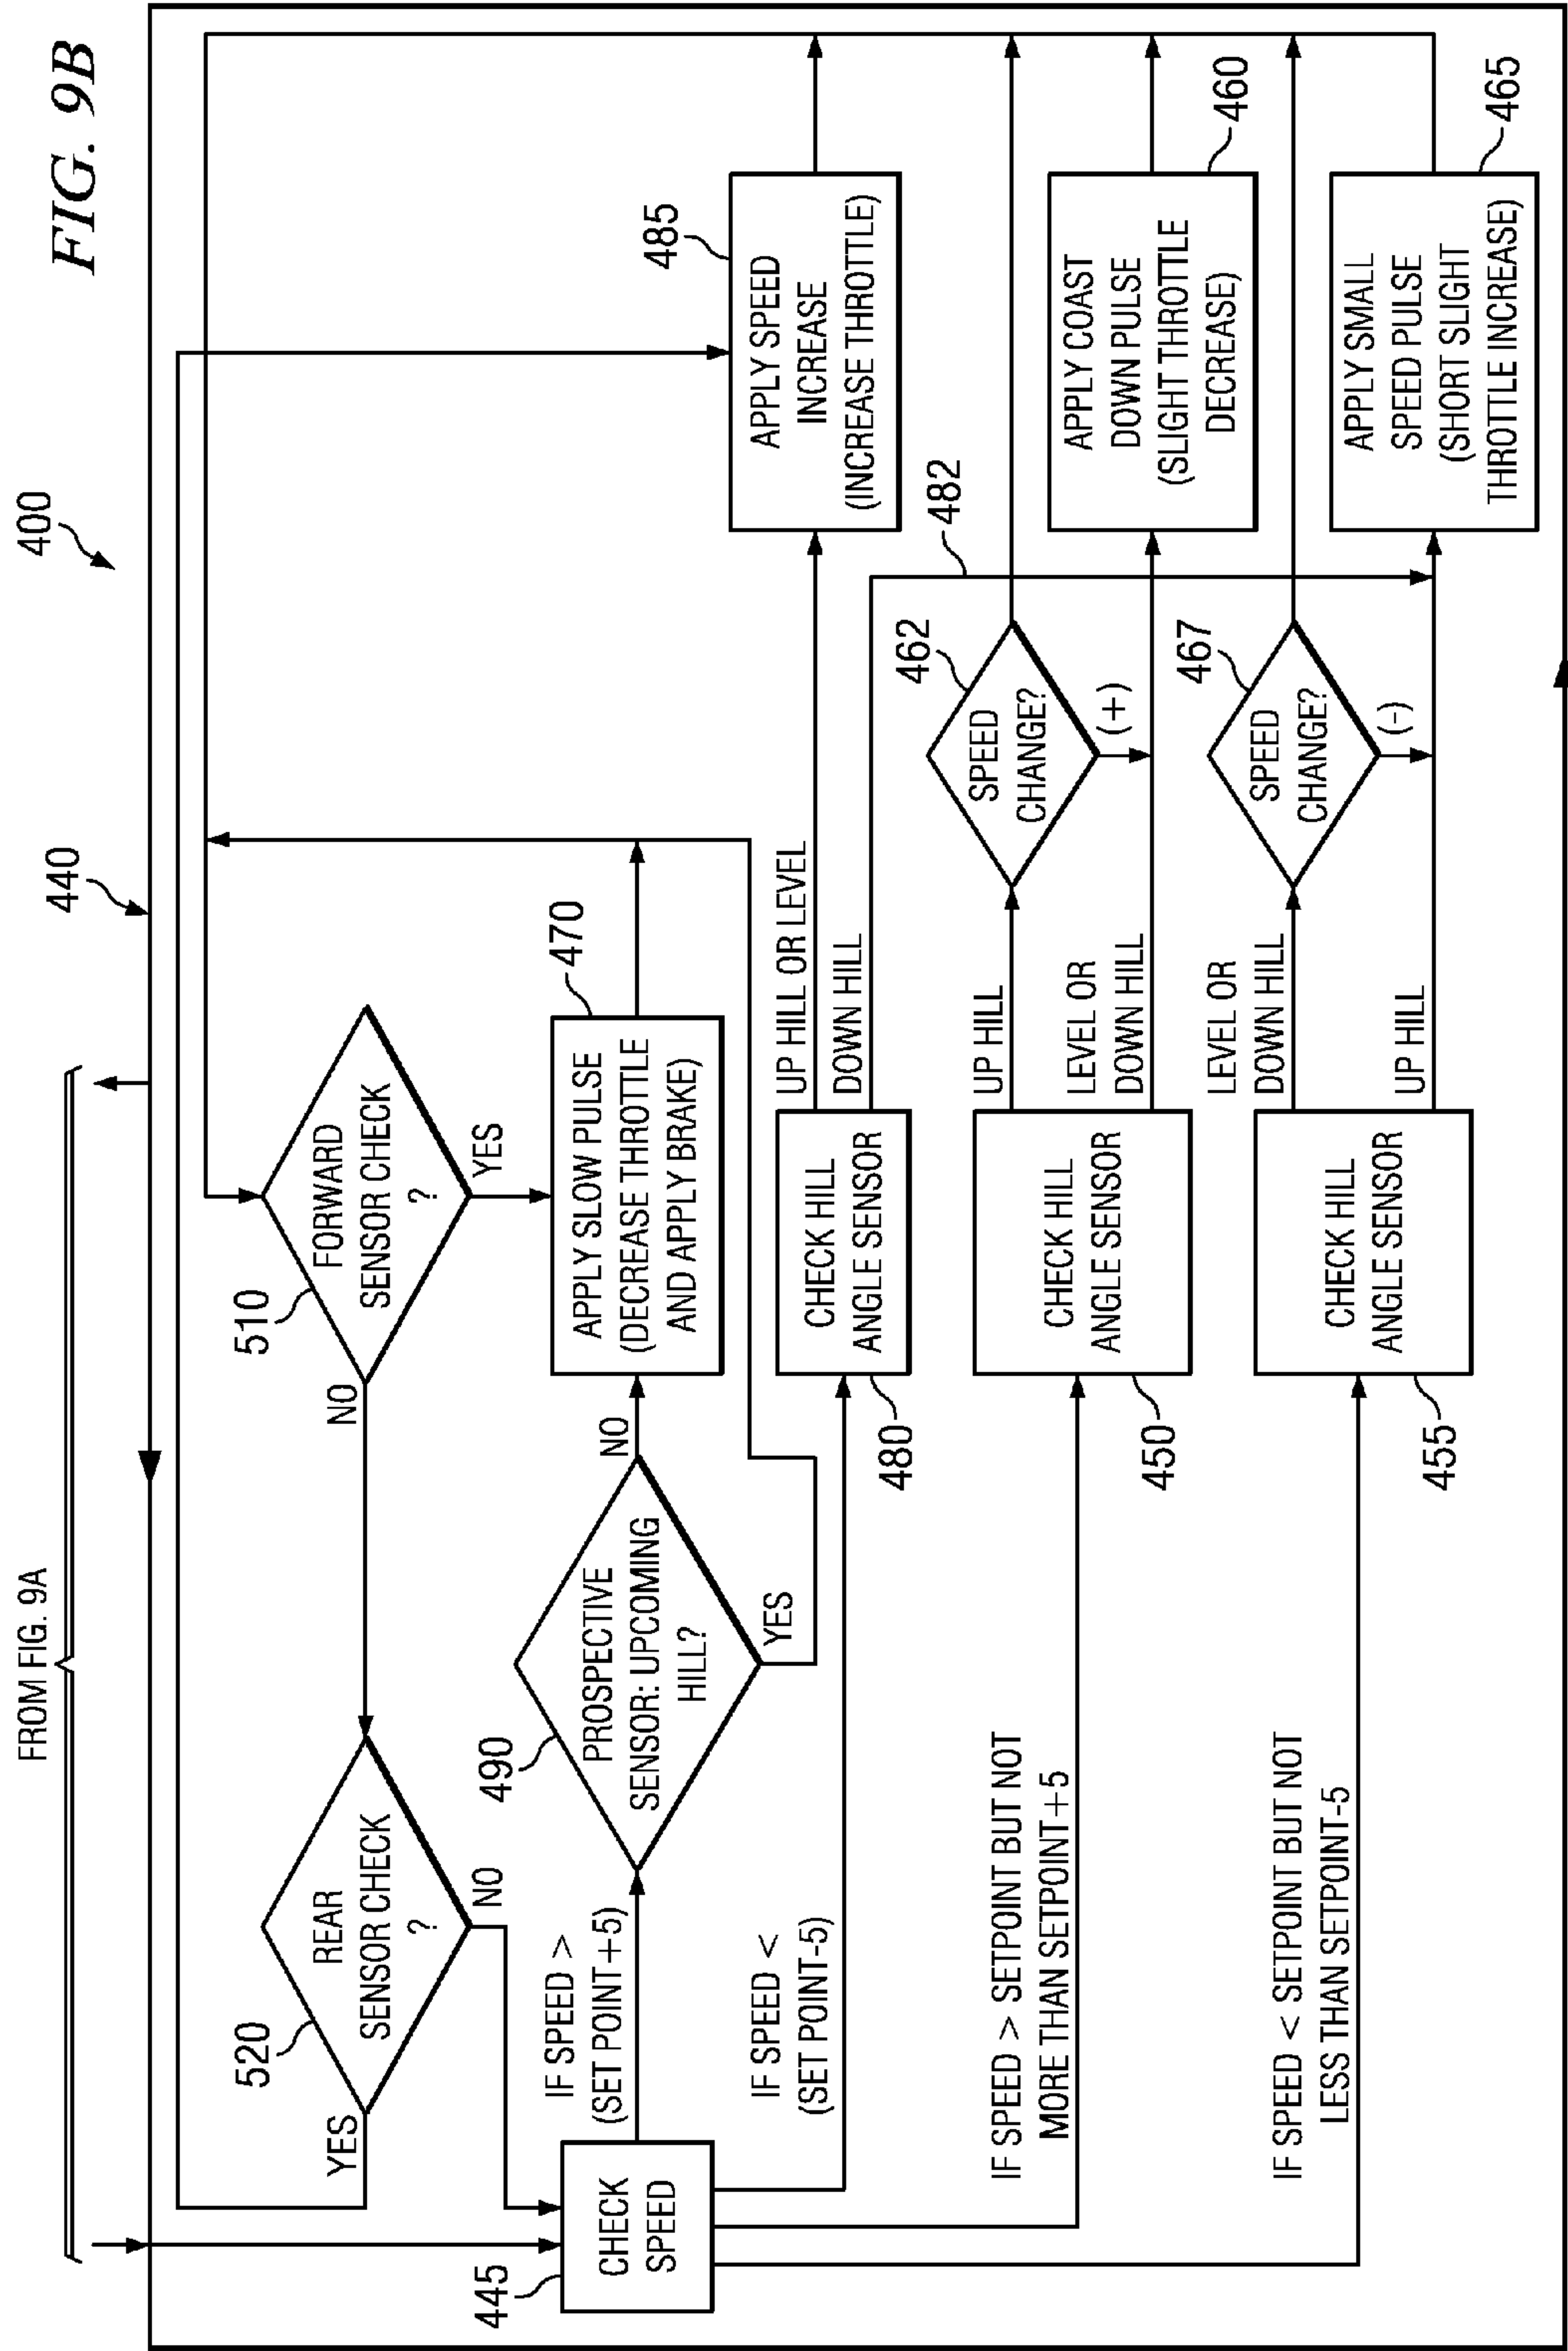 FIG. 9B
FROM FIG. 9A
400
440
520
REAR
SENSOR CHECK
?
YES
NO
510
FORWARD
SENSOR CHECK
?
NO
YES
445
CHECK
SPEED
IF SPEED >
(SET POINT+5)
490
PROSPECTIVE
SENSOR: UPCOMING
HILL?
NO
YES
470
APPLY SLOW PULSE
(DECREASE THROTTLE
AND APPLY BRAKE)
IF SPEED <
(SET POINT-5)
480
CHECK HILL
ANGLE SENSOR
UP HILL OR LEVEL
DOWN HILL
482
485
APPLY SPEED
INCREASE
(INCREASE THROTTLE)
IF SPEED > SETPOINT BUT NOT
MORE THAN SETPOINT+5
450
CHECK HILL
ANGLE SENSOR
UP HILL
LEVEL OR
DOWN HILL
462
SPEED
CHANGE?
(+)
460
APPLY COAST
DOWN PULSE
(SLIGHT THROTTLE
DECREASE)
IF SPEED < SETPOINT BUT NOT
LESS THAN SETPOINT-5
455
CHECK HILL
ANGLE SENSOR
LEVEL OR
DOWN HILL
UP HILL
467
SPEED
CHANGE?
(-)
465
APPLY SMALL
SPEED PULSE
(SHORT SLIGHT
THROTTLE INCREASE)